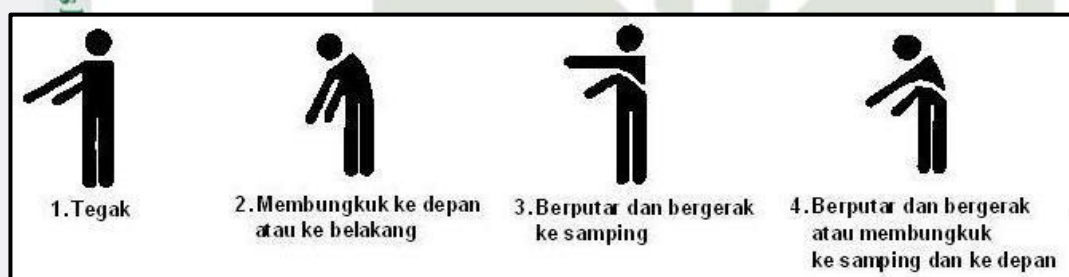 1.Tegak
2.Membungkuk ke depan
atau ke belakang
3.Berputar dan bergerak
ke samping
4.Berputar dan bergerak
atau membungkuk
ke samping dan ke depan